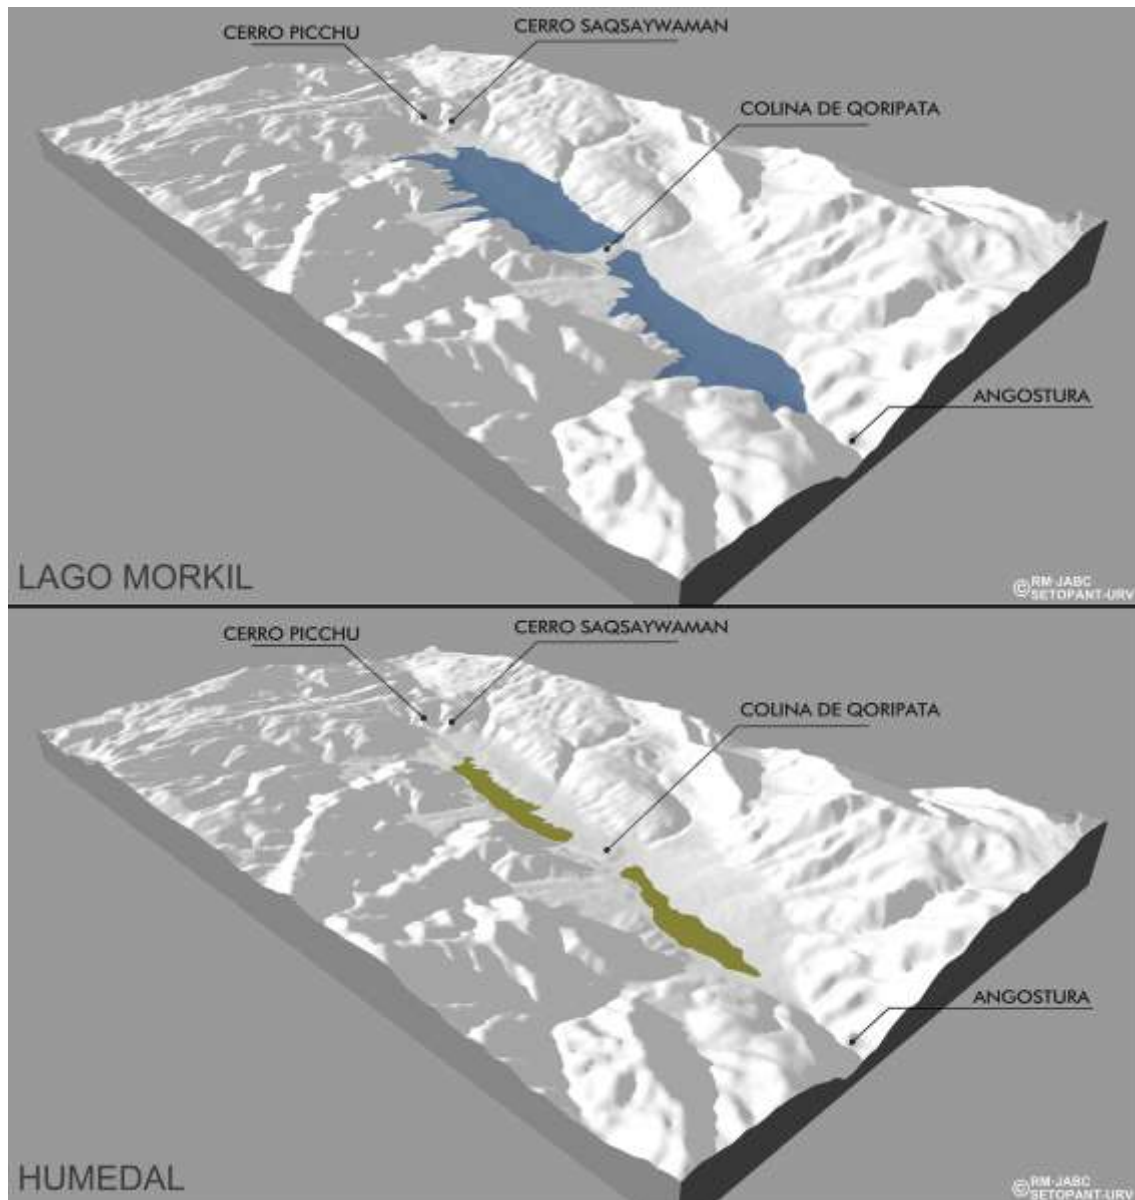 CERRO PICCHU
CERRO SAQSAYWAMAN
COLINA DE QORIPATA
ANGOSTURA
LAGO MORKIL
© RM-JABC
SETOPANT-URV
CERRO PICCHU
CERRO SAQSAYWAMAN
COLINA DE QORIPATA
ANGOSTURA
HUMEDAL
© RM-JABC
SETOPANT-URV